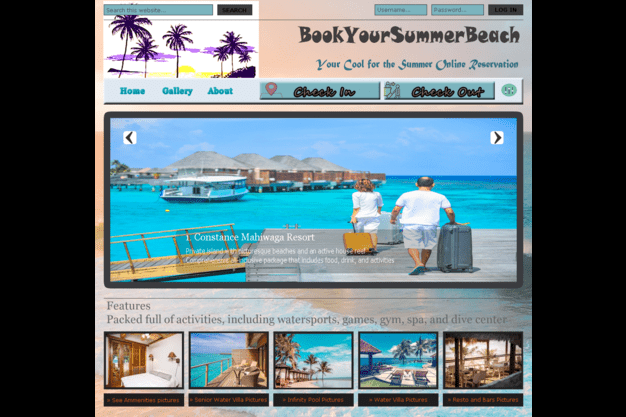 Search this website...
SEARCH
Username...
Password...
LOG IN
BookYourSummerBeach
Your Cool for the Summer Online Reservation
Home
Gallery
About
Check In
Check Out
1. Constance Mahiwaga Resort
Private island with picturesque beaches and an active house reef
Comprehensive all-inclusive package that includes food, drink, and activities
Features
Packed full of activities, including watersports, games, gym, spa, and dive center
» See Ammenities pictures
» Senior Water Villa Pictures
» Infinity Pool Pictures
» Water Villa Pictures
» Resto and Bars Pictures